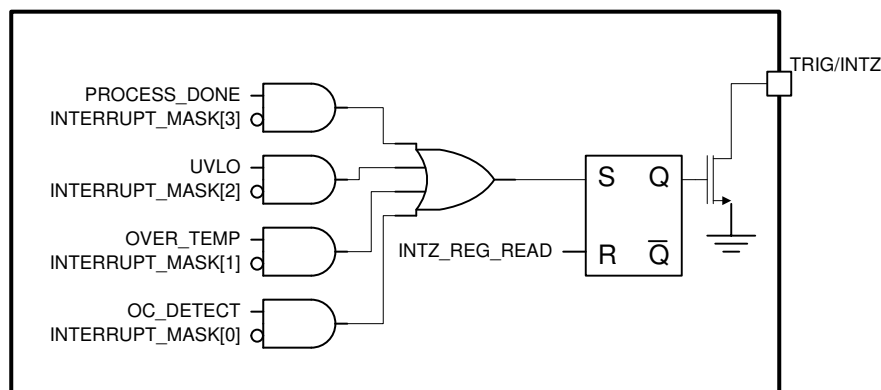 TRIG/INTZ
PROCESS_DONE
INTERRUPT_MASK[3]
UVLO
INTERRUPT_MASK[2]
S Q
OVER_TEMP
INTERRUPT_MASK[1]
INTZ_REG_READ
R Q̅
OC_DETECT
INTERRUPT_MASK[0]